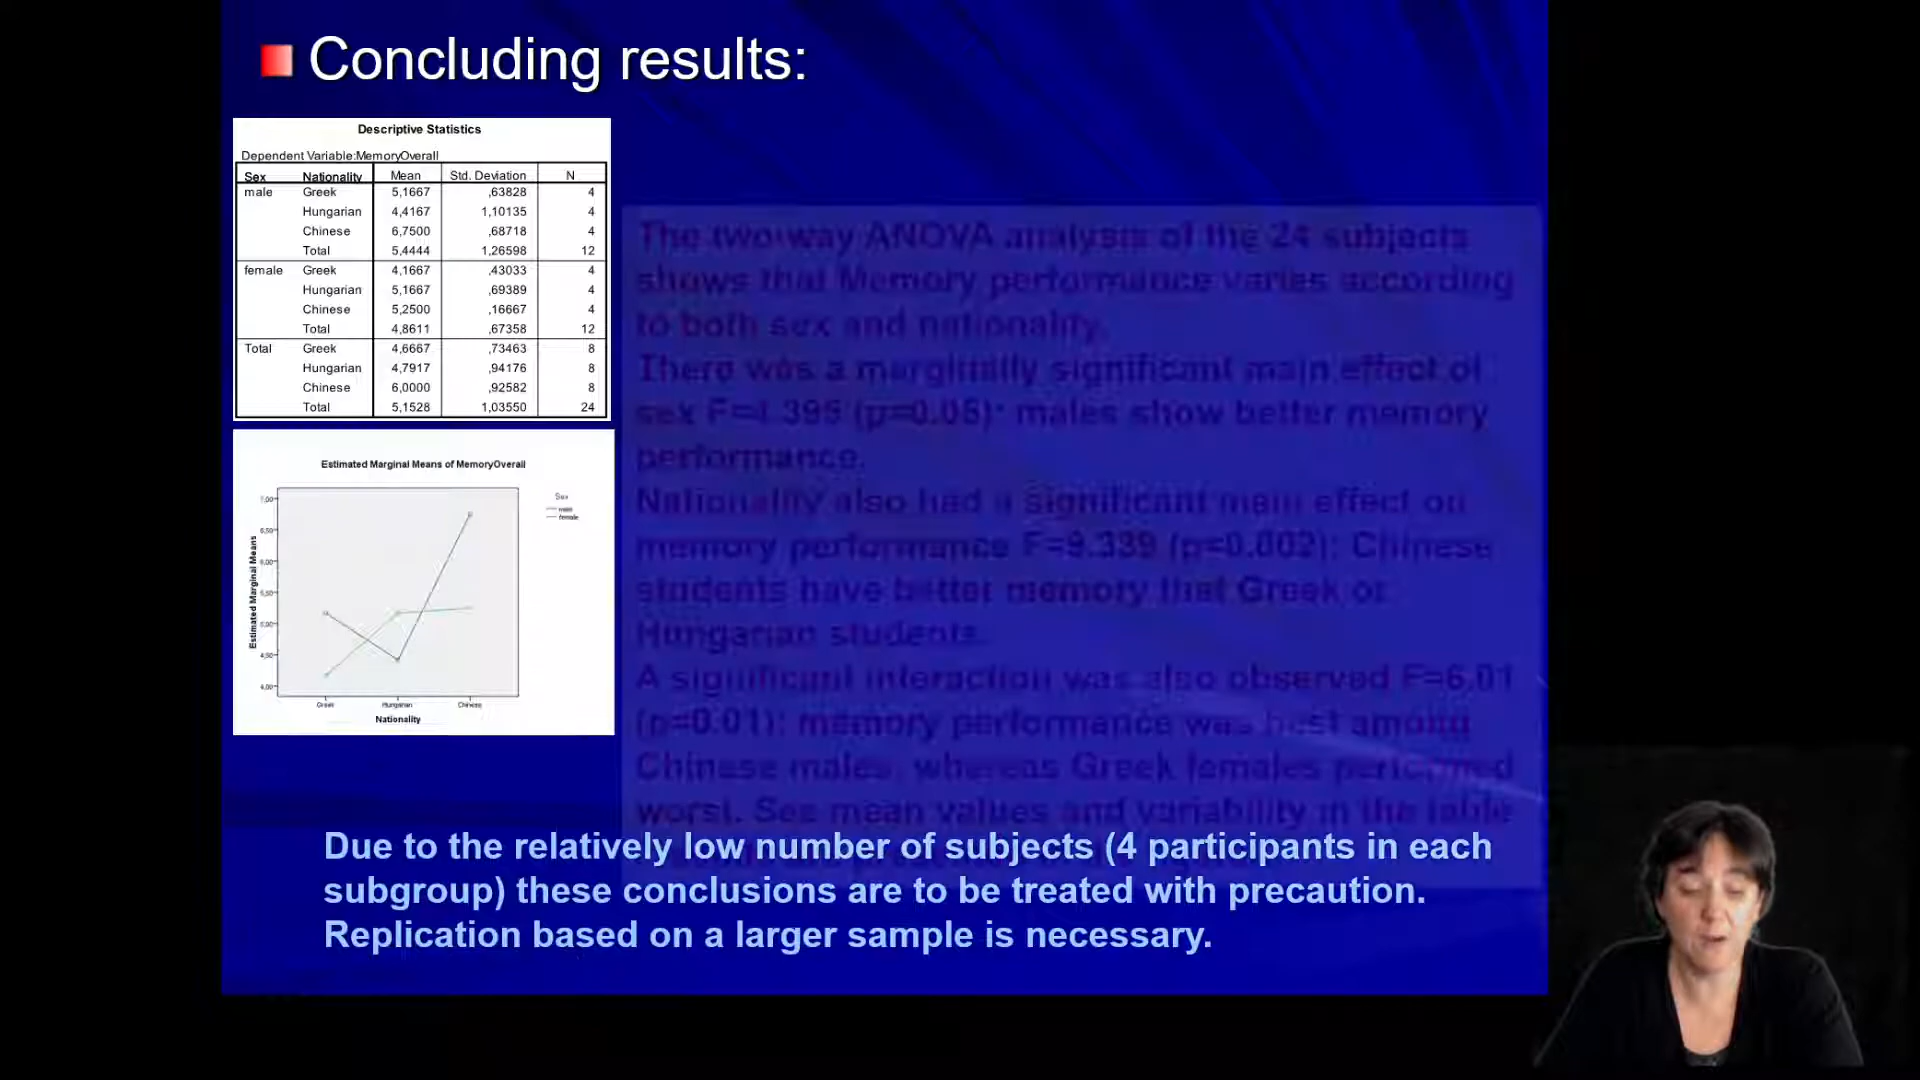 Concluding results:
Descriptive Statistics
Dependent Variable:MemoryOverall
Sex Nationality Mean Std. Deviation N
male Greek 5,1667 ,63828 4
Hungarian 4,4167 1,10135 4
Chinese 6,7500 ,68718 4
Total 5,4444 1,26598 12
female Greek 4,1667 ,43033 4
Hungarian 5,1667 ,69389 4
Chinese 5,2500 ,16667 4
Total 4,8611 ,67358 12
Total Greek 4,6667 ,73463 8
Hungarian 4,7917 ,94176 8
Chinese 6,0000 ,92582 8
Total 5,1528 1,03550 24
Estimated Marginal Means of MemoryOverall
Sex
male
female
Estimated Marginal Means
7,00
6,50
6,00
5,50
5,00
4,50
4,00
Greek Hungarian Chinese
Nationality
The two-way ANOVA analysis of the 24 subjects
shows that Memory performance varies according
to both sex and nationality.
There was a marginally significant main effect of
sex (p=0.06): males show better memory
performance.
Nationality also had a significant main effect on
memory performance F=9.339 (p=0.002): Chinese
students have better memory that Greek or
Hungarian students.
A significant interaction was also observed F=6.01
(p=0.01): memory performance was best among
Chinese males, whereas Greek females performed
worst. See mean values and variability in the table
Due to the relatively low number of subjects (4 participants in each
subgroup) these conclusions are to be treated with precaution.
Replication based on a larger sample is necessary.